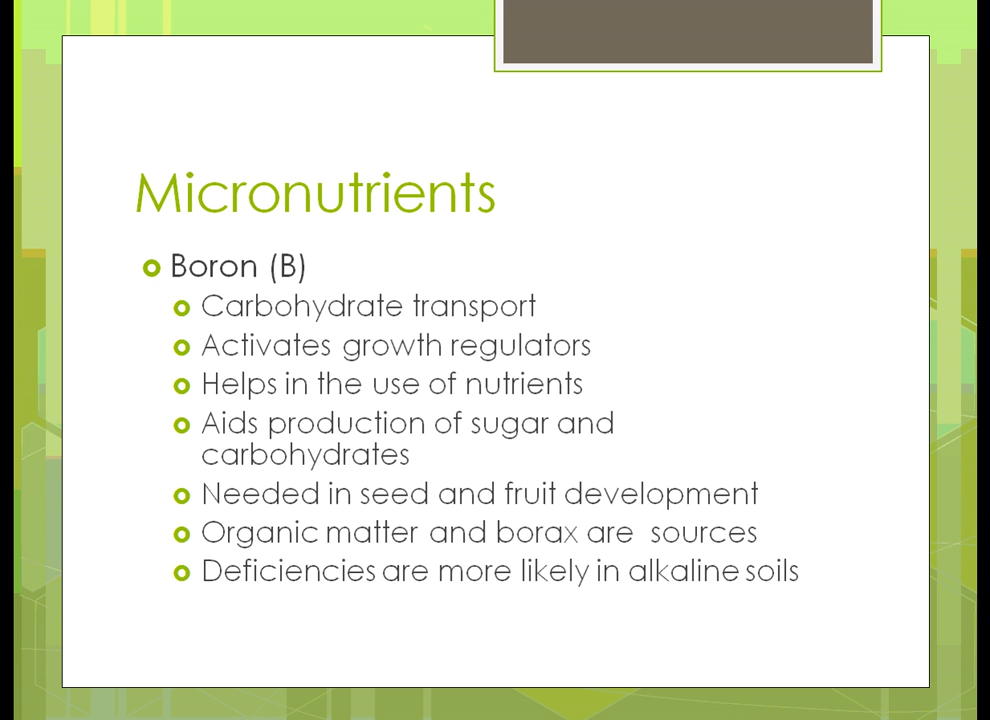 Micronutrients
Boron (B)
Carbohydrate transport
Activates growth regulators
Helps in the use of nutrients
Aids production of sugar and
carbohydrates
Needed in seed and fruit development
Organic matter and borax are sources
Deficiencies are more likely in alkaline soils